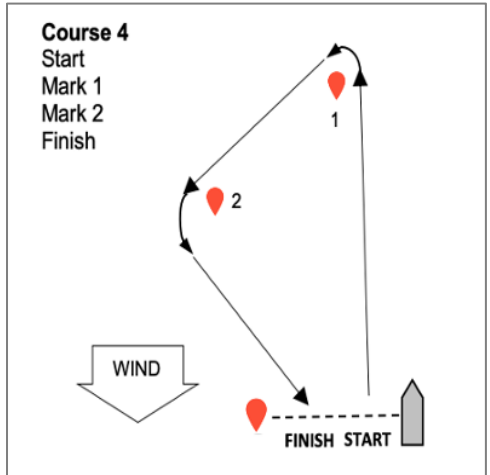 Course 4
Start
Mark 1
Mark 2
Finish
1
2
WIND
FINISH START